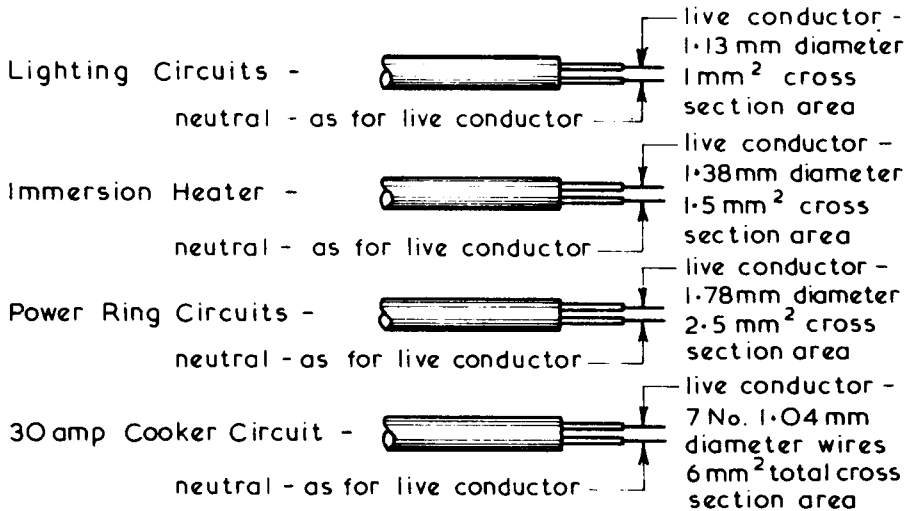 Lighting Circuits -
neutral - as for live conductor
live conductor -
1·13 mm diameter
1 mm² cross
section area
Immersion Heater -
neutral - as for live conductor
live conductor -
1·38mm diameter
1·5 mm² cross
section area
Power Ring Circuits -
neutral - as for live conductor
live conductor -
1·78mm diameter
2·5 mm² cross
section area
30 amp Cooker Circuit -
neutral - as for live conductor
live conductor -
7 No. 1·04 mm
diameter wires
6 mm² total cross
section area